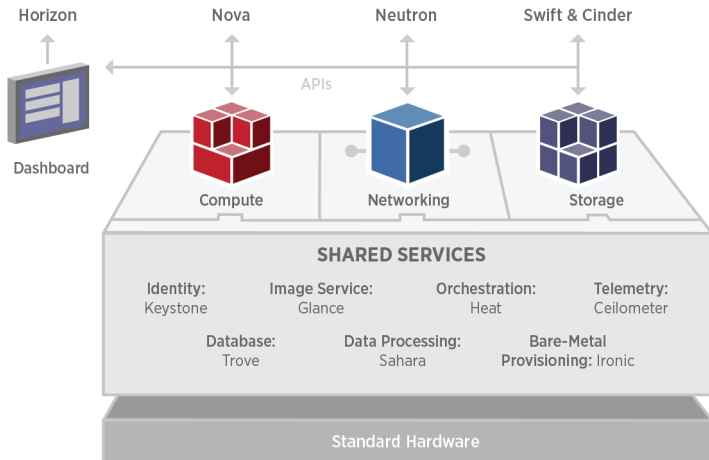 Horizon
Nova
Neutron
Swift & Cinder
APIs
Dashboard
Compute
Networking
Storage
SHARED SERVICES
Identity:
Keystone
Image Service:
Glance
Orchestration:
Heat
Telemetry:
Ceilometer
Database:
Trove
Data Processing:
Sahara
Bare-Metal
Provisioning: Ironic
Standard Hardware